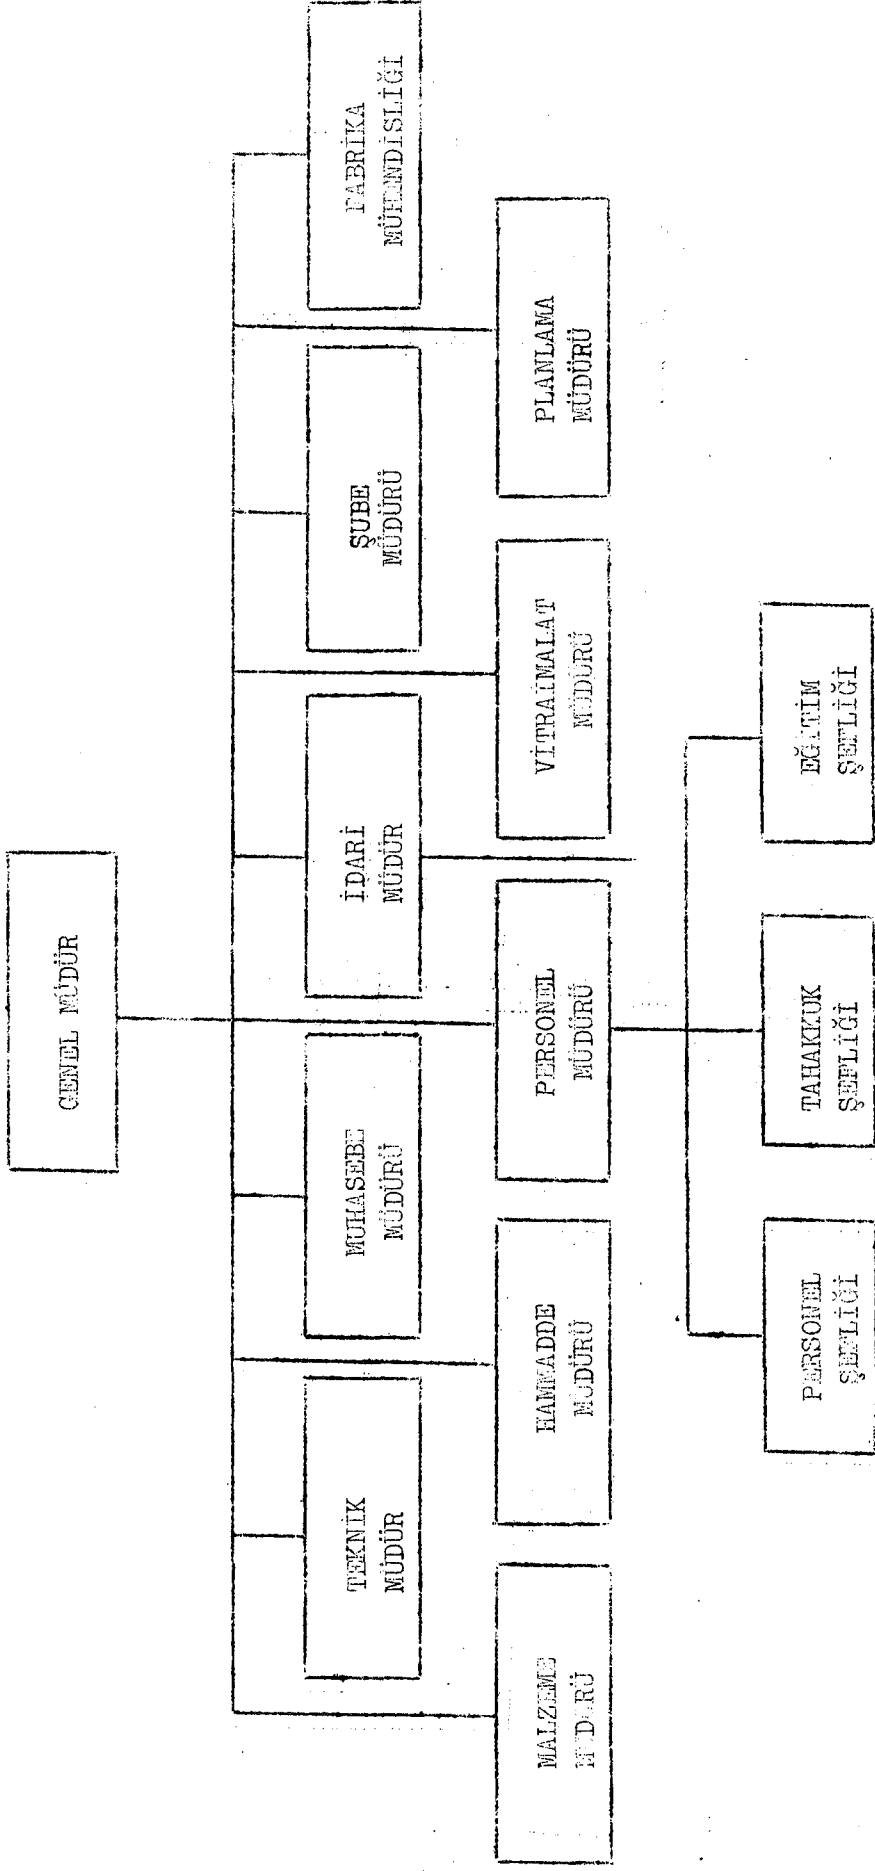 GENEL MÜDÜR
TEKNİK
MÜDÜR
MUHASEBE
MÜDÜRÜ
İDARİ
MÜDÜR
ŞUBE
MÜDÜRÜ
FABRİKA
MÜHENDİSLİĞİ
MALZEME
MÜDÜRÜ
HAMMADDE
MÜDÜRÜ
PERSONEL
MÜDÜRÜ
VİTRAİMALAT
MÜDÜRÜ
PLANLAMA
MÜDÜRÜ
PERSONEL
ŞEFLİĞİ
TAHAKKUK
ŞEFLİĞİ
EĞİTİM
ŞEFLİĞİ